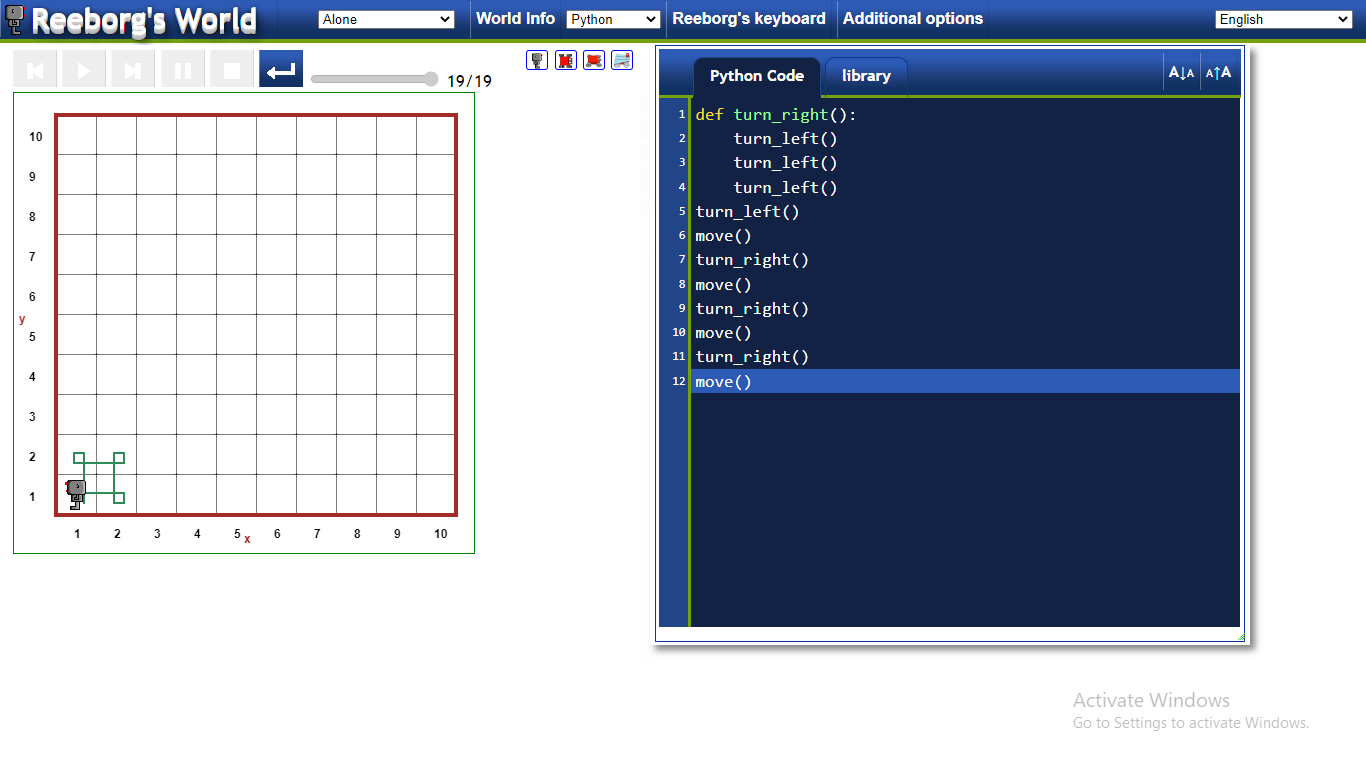 Reeborg's World
Alone
World Info
Python
Reeborg's keyboard
Additional options
English
19/19
10
9
8
7
6
y
5
4
3
2
1
1 2 3 4 5 x 6 7 8 9 10
Python Code
library
A↓A
A↑A
1 def turn_right():
2     turn_left()
3     turn_left()
4     turn_left()
5 turn_left()
6 move()
7 turn_right()
8 move()
9 turn_right()
10 move()
11 turn_right()
12 move()
Activate Windows
Go to Settings to activate Windows.